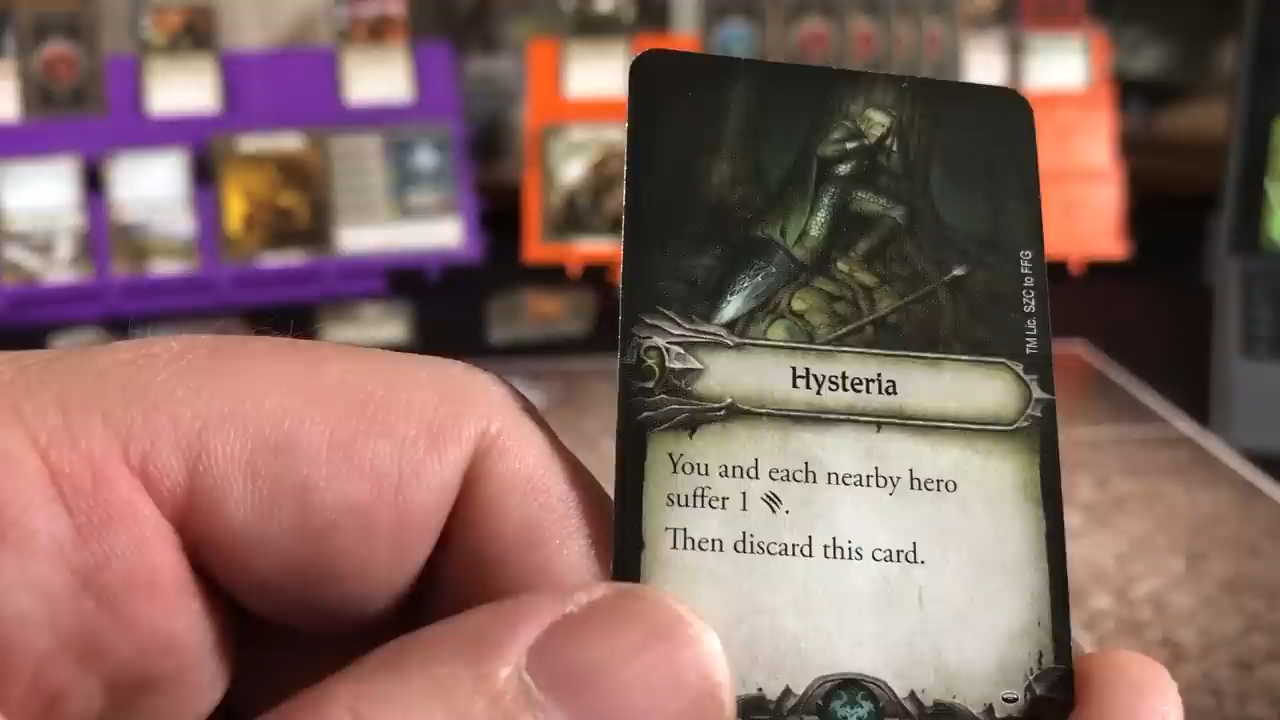 TM Lic. SZC to FFG
Hysteria
You and each nearby hero
suffer 1 .
Then discard this card.